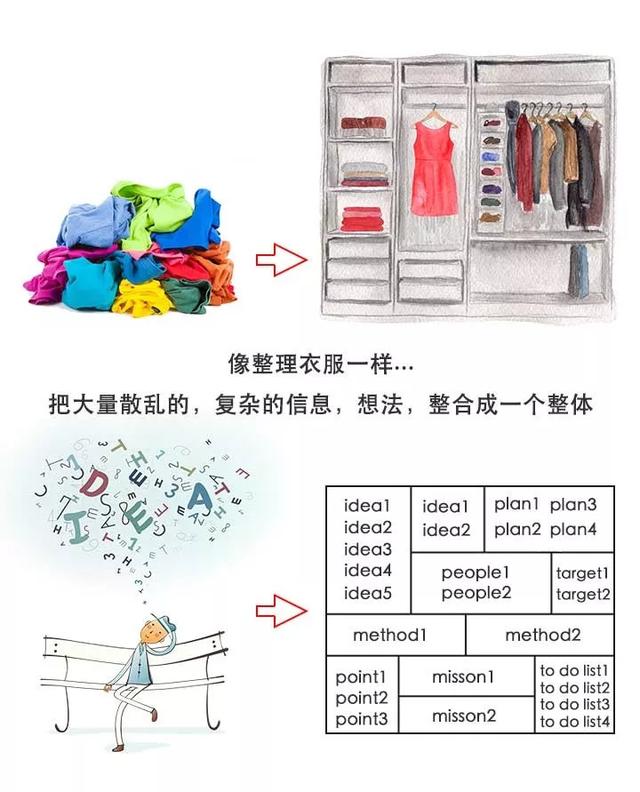 像整理衣服一样...
把大量散乱的，复杂的信息，想法，整合成一个整体
THE IDEA
idea1
idea2
idea3
idea4
idea5
idea1
idea2
plan1 plan3
plan2 plan4
people1
people2
target1
target2
method1
method2
point1
point2
point3
misson1
misson2
to do list1
to do list2
to do list3
to do list4